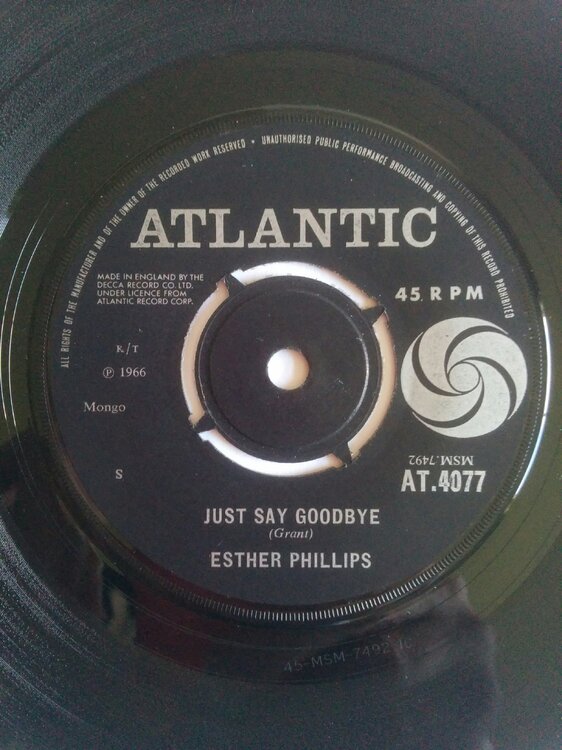 ALL RIGHTS OF THE MANUFACTURER AND OF THE OWNER OF THE RECORDED WORK RESERVED • UNAUTHORISED PUBLIC PERFORMANCE BROADCASTING AND COPYING OF THIS RECORD PROHIBITED
ATLANTIC
MADE IN ENGLAND BY THE
DECCA RECORD CO. LTD.
UNDER LICENCE FROM
ATLANTIC RECORD CORP.
45 RPM
K/T
℗ 1966
Mongo
S
MSM.7492
AT.4077
JUST SAY GOODBYE
(Grant)
ESTHER PHILLIPS
45-MSM 7492